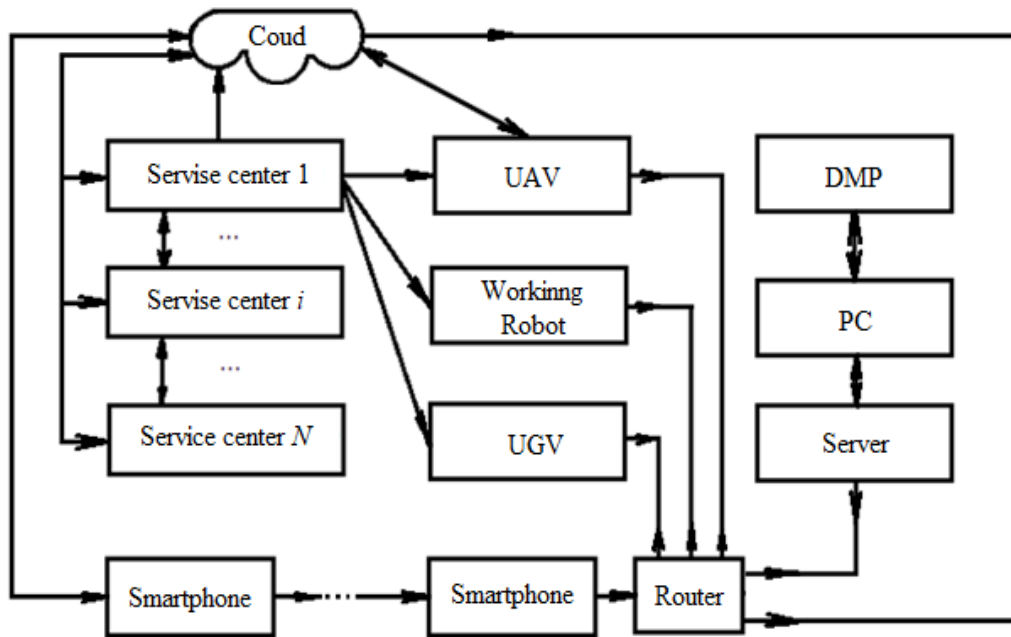 Coud
Servise center 1
UAV
DMP
...
Servise center i
Workinng
Robot
PC
...
Service center N
UGV
Server
Smartphone
...
Smartphone
Router